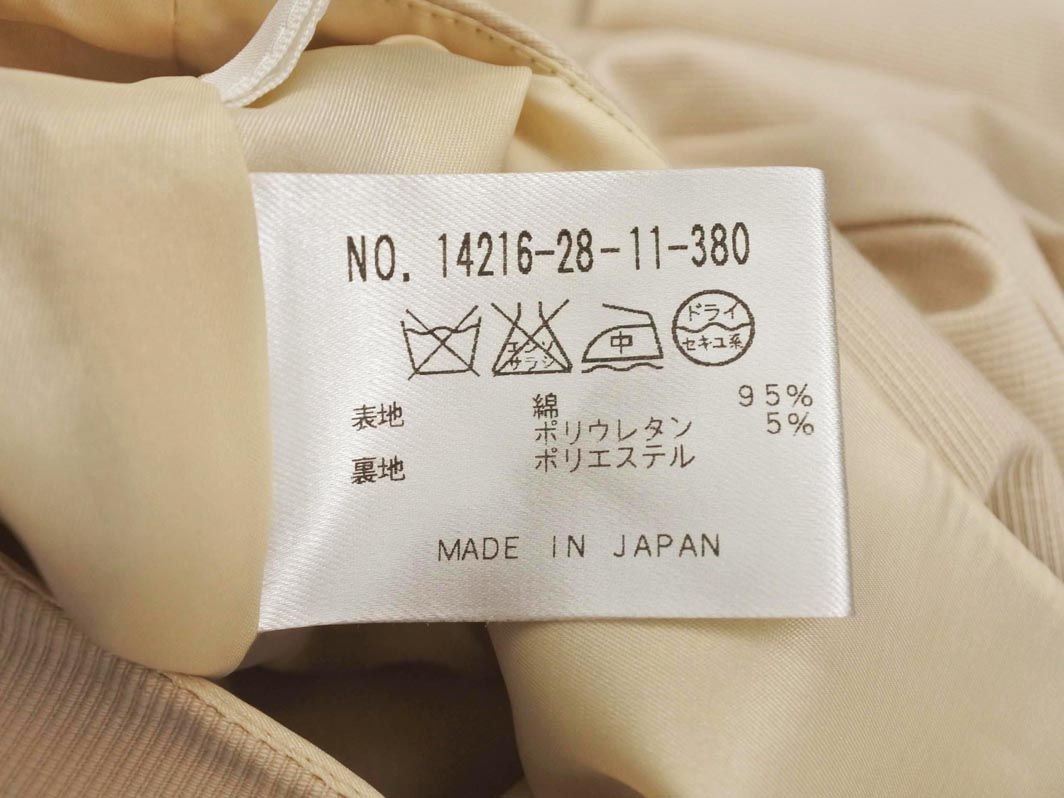 NO. 14216-28-11-380
エンソ
サラシ
中
ドライ
セキユ系
表地 綿 95%
ポリウレタン 5%
裏地 ポリエステル
MADE IN JAPAN